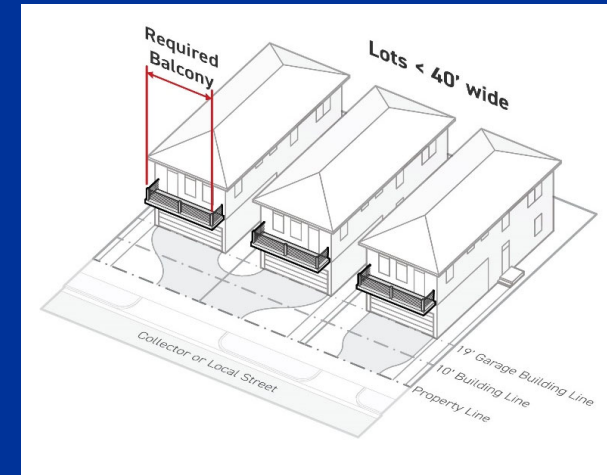 Required
Balcony
Lots < 40' wide
19' Garage Building Line
10' Building Line
Property Line
Collector or Local Street